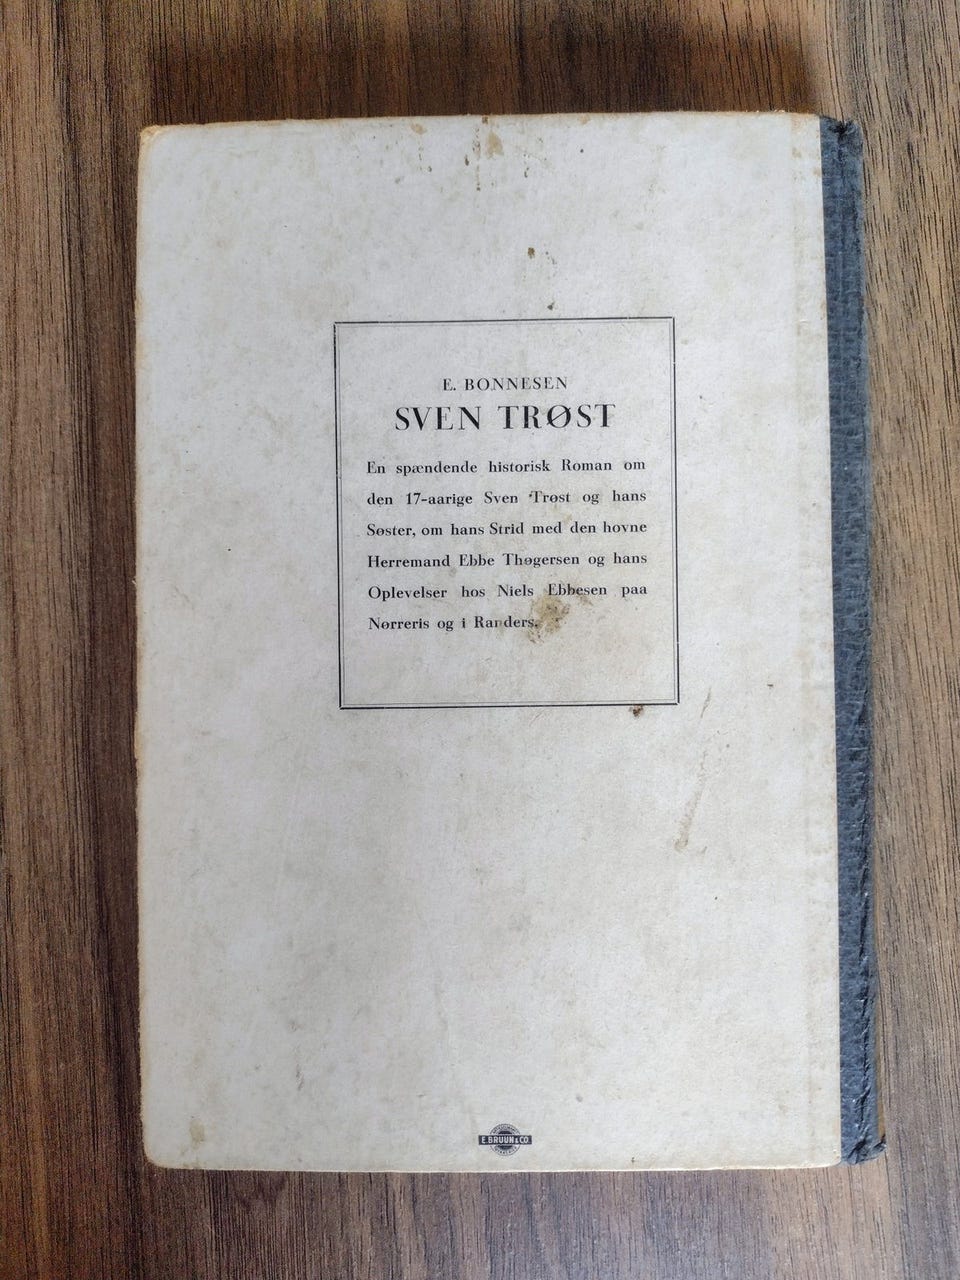 E. BONNESEN
SVEN TRØST
En spændende historisk Roman om
den 17-aarige Sven Trøst og hans
Søster, om hans Strid med den hovne
Herremand Ebbe Thøgersen og hans
Oplevelser hos Niels Ebbesen paa
Nørreris og i Randers.
E. BRUUN & CO.